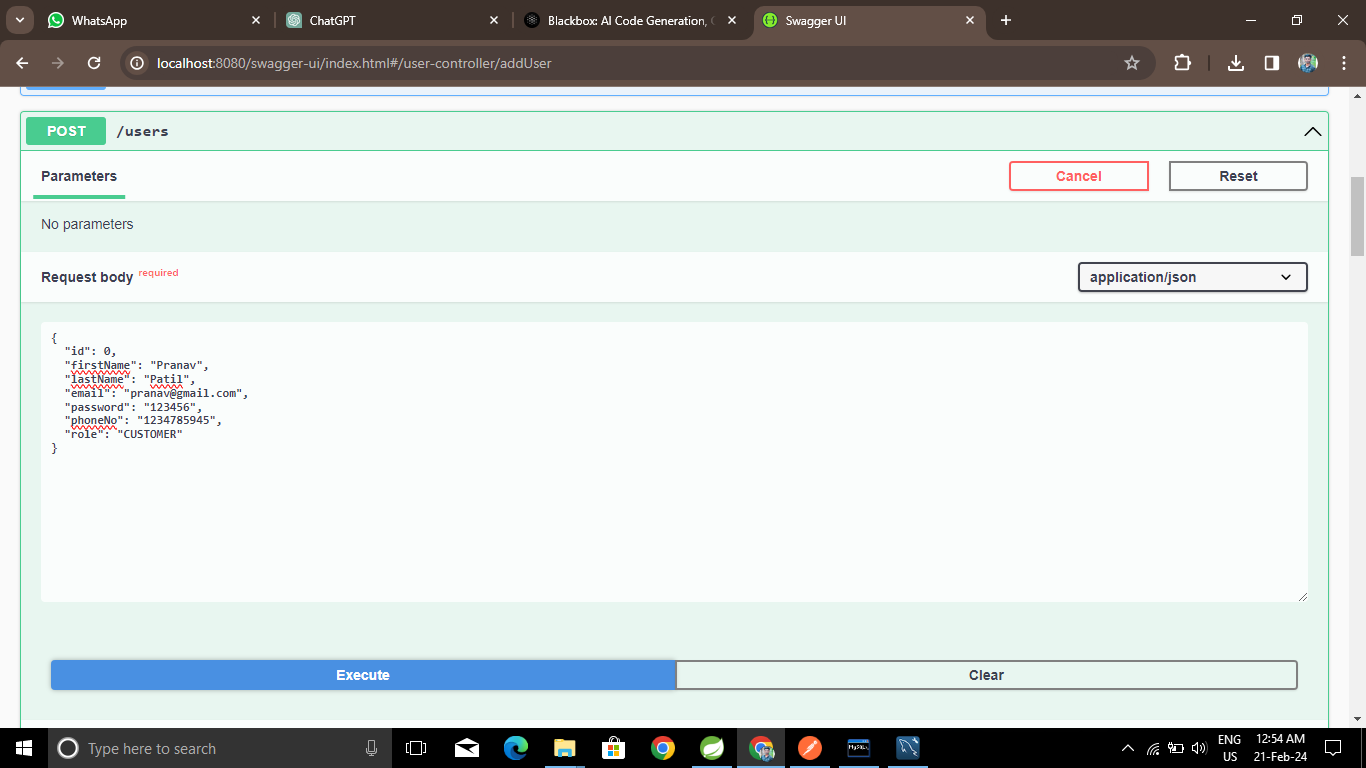 WhatsApp
ChatGPT
Blackbox: AI Code Generation,
Swagger UI
localhost:8080/swagger-ui/index.html#/user-controller/addUser
POST /users
Parameters
Cancel
Reset
No parameters
Request body required
application/json
{
"id": 0,
"firstName": "Pranav",
"lastName": "Patil",
"email": "pranav@gmail.com",
"password": "123456",
"phoneNo": "1234785945",
"role": "CUSTOMER"
}
Execute
Clear
Type here to search
MySQL
ENG
US
12:54 AM
21-Feb-24